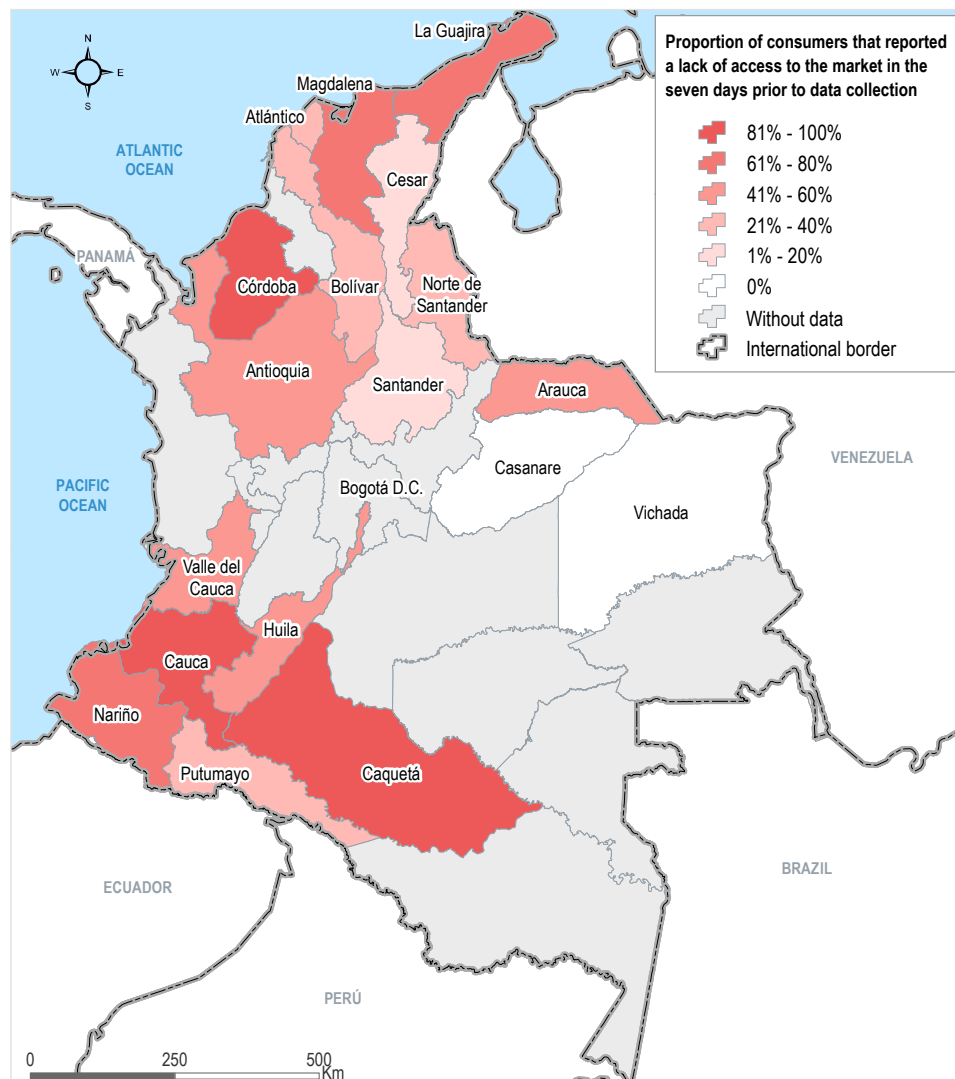 La Guajira
Proportion of consumers that reported
a lack of access to the market in the
seven days prior to data collection
81% - 100%
61% - 80%
41% - 60%
21% - 40%
1% - 20%
0%
Without data
International border
N
W
E
S
Magdalena
Atlántico
ATLANTIC
OCEAN
Cesar
PANAMÁ
Córdoba
Bolívar
Norte de
Santander
Antioquia
Santander
Arauca
VENEZUELA
Casanare
PACIFIC
OCEAN
Bogotá D.C.
Vichada
Valle del
Cauca
Huila
Cauca
Nariño
Putumayo
Caquetá
ECUADOR
BRAZIL
PERÚ
0
250
500
Km